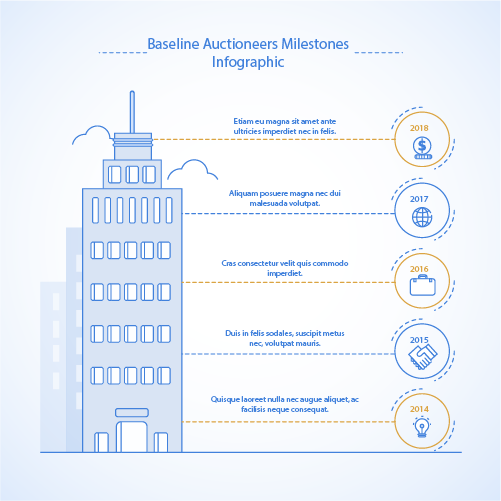 Baseline Auctioneers Milestones
Infographic
Etiam eu magna sit amet ante
ultricies imperdiet nec in felis.
2018
$
Aliquam posuere magna nec dui
malesuada volutpat.
2017
Cras consectetur velit quis commodo
imperdiet.
2016
Duis in felis sodales, suscipit metus
nec, volutpat mauris.
2015
Quisque laoreet nulla nec augue aliquet, ac
facilisis neque consequat.
2014